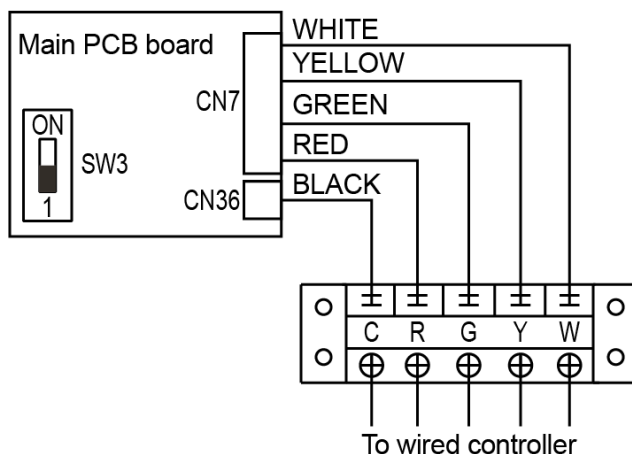 WHITE
Main PCB board
YELLOW
CN7
GREEN
ON
SW3
RED
BLACK
CN36
1
C R G Y W
To wired controller